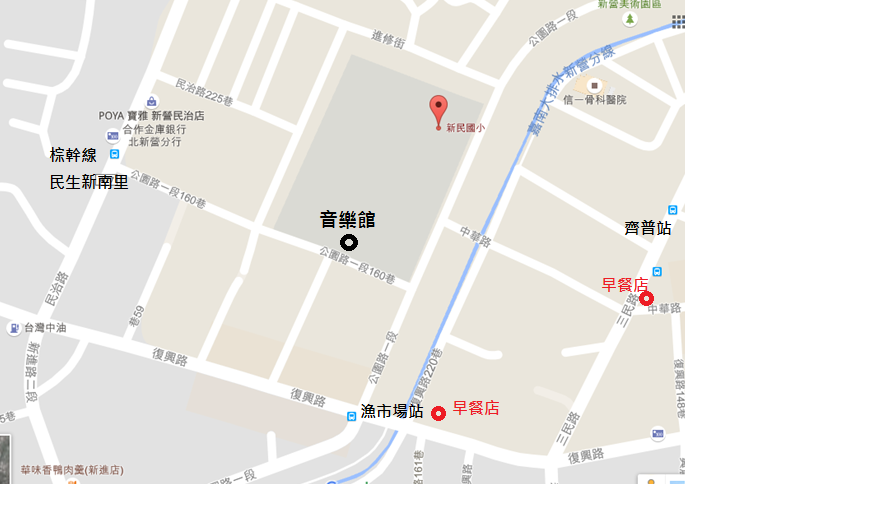 新營美術園區
公園路一段
進修街
嘉南大排水新營分線
民治路225巷
信一骨科醫院
POYA 寶雅 新營民治店
新民國小
合作金庫銀行
北新營分行
棕幹線
民生新南里
公園路一段160巷
音樂館
齊普站
中華路
公園路一段160巷
民治路
早餐店
三民路
中華路
巷59
台灣中油
復興路
公園路一段
新進路二段
復興路220巷
復興路148巷
復興路
漁市場站
早餐店
5巷
三民路
復興路
華味香鴨肉羹(新進店)
路161巷
路一段